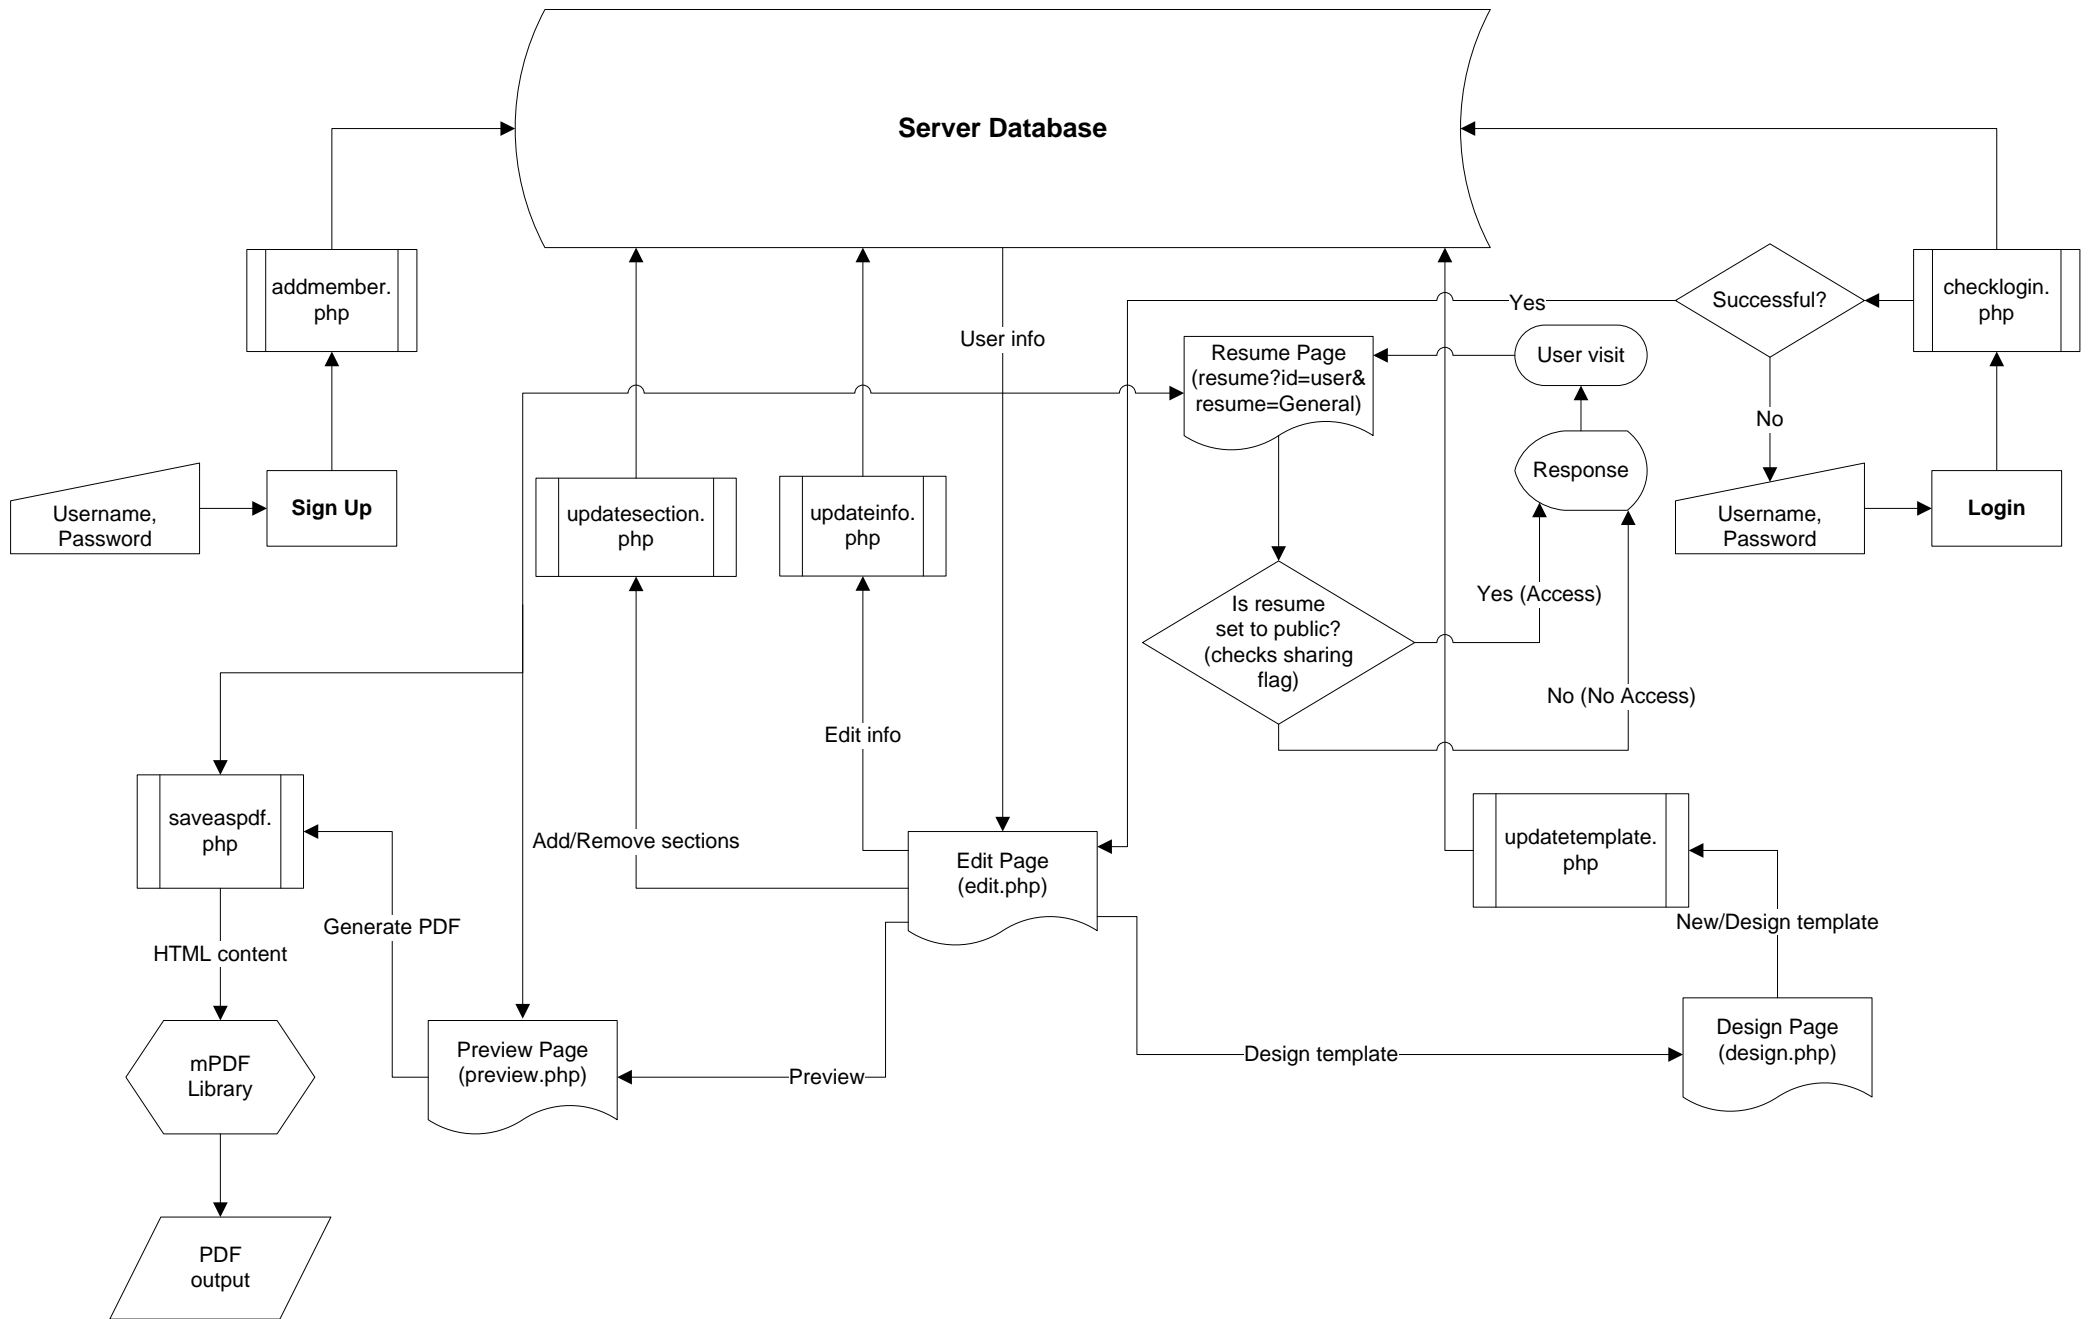 Server Database
addmember.
php
Successful?
checklogin.
php
Yes
User info
Resume Page
(resume?id=user&
resume=General)
User visit
No
Response
Username,
Password
Sign Up
updatesection.
php
updateinfo.
php
Username,
Password
Login
Yes (Access)
Is resume
set to public?
(checks sharing
flag)
No (No Access)
Edit info
saveaspdf.
php
Add/Remove sections
Edit Page
(edit.php)
updatetemplate.
php
Generate PDF
New/Design template
HTML content
mPDF
Library
Preview Page
(preview.php)
Preview
Design template
Design Page
(design.php)
PDF
output